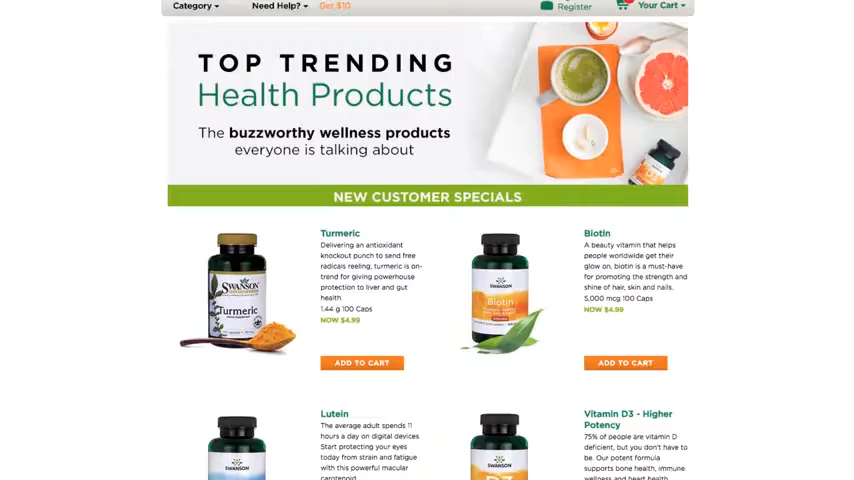 Category
Need Help?
Get $10
Register
Your Cart
TOP TRENDING
Health Products
The buzzworthy wellness products
everyone is talking about
D3
NEW CUSTOMER SPECIALS
Turmeric
Delivering an antioxidant
knockout punch to send free
radicals reeling, turmeric is on-
trend for giving powerhouse
protection to liver and gut
health.
1.44 g 100 Caps
NOW $4.99
ADD TO CART
SWANSON
Turmeric
Biotin
A beauty vitamin that helps
people worldwide get their
glow on, biotin is a must-have
for promoting the strength and
shine of hair, skin and nails.
5,000 mcg 100 Caps
NOW $4.99
ADD TO CART
SWANSON
Biotin
Lutein
The average adult spends 11
hours a day on digital devices.
Start protecting your eyes
today from strain and fatigue
with this powerful macular
carotenoid.
SWANSON
Vitamin D3 - Higher
Potency
75% of people are vitamin D
deficient, but you don't have to
be. Our potent formula
supports bone health, immune
wellness and heart health
SWANSON
D3